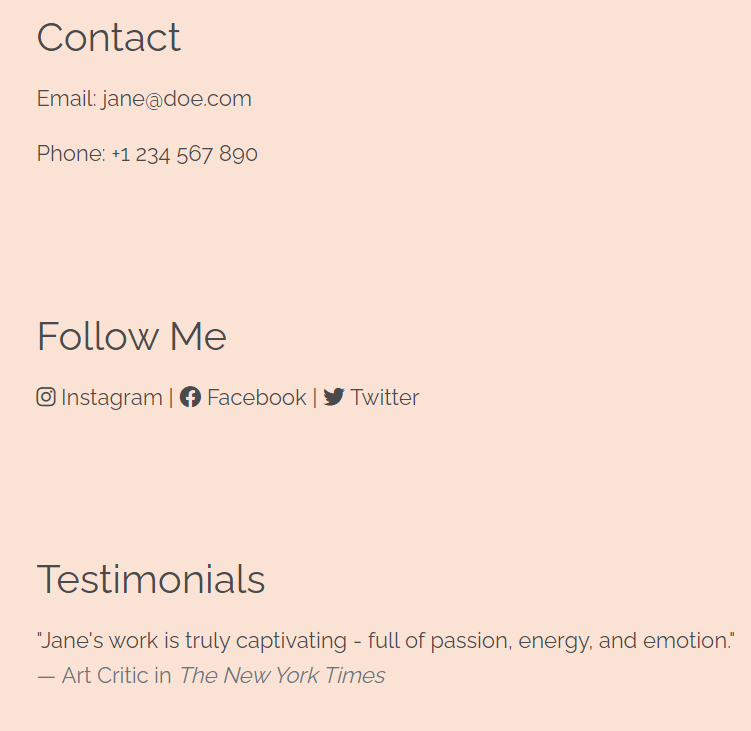 Contact
Email: jane@doe.com
Phone: +1 234 567 890
Follow Me
Instagram | Facebook | Twitter
Testimonials
"Jane's work is truly captivating - full of passion, energy, and emotion."
— Art Critic in The New York Times